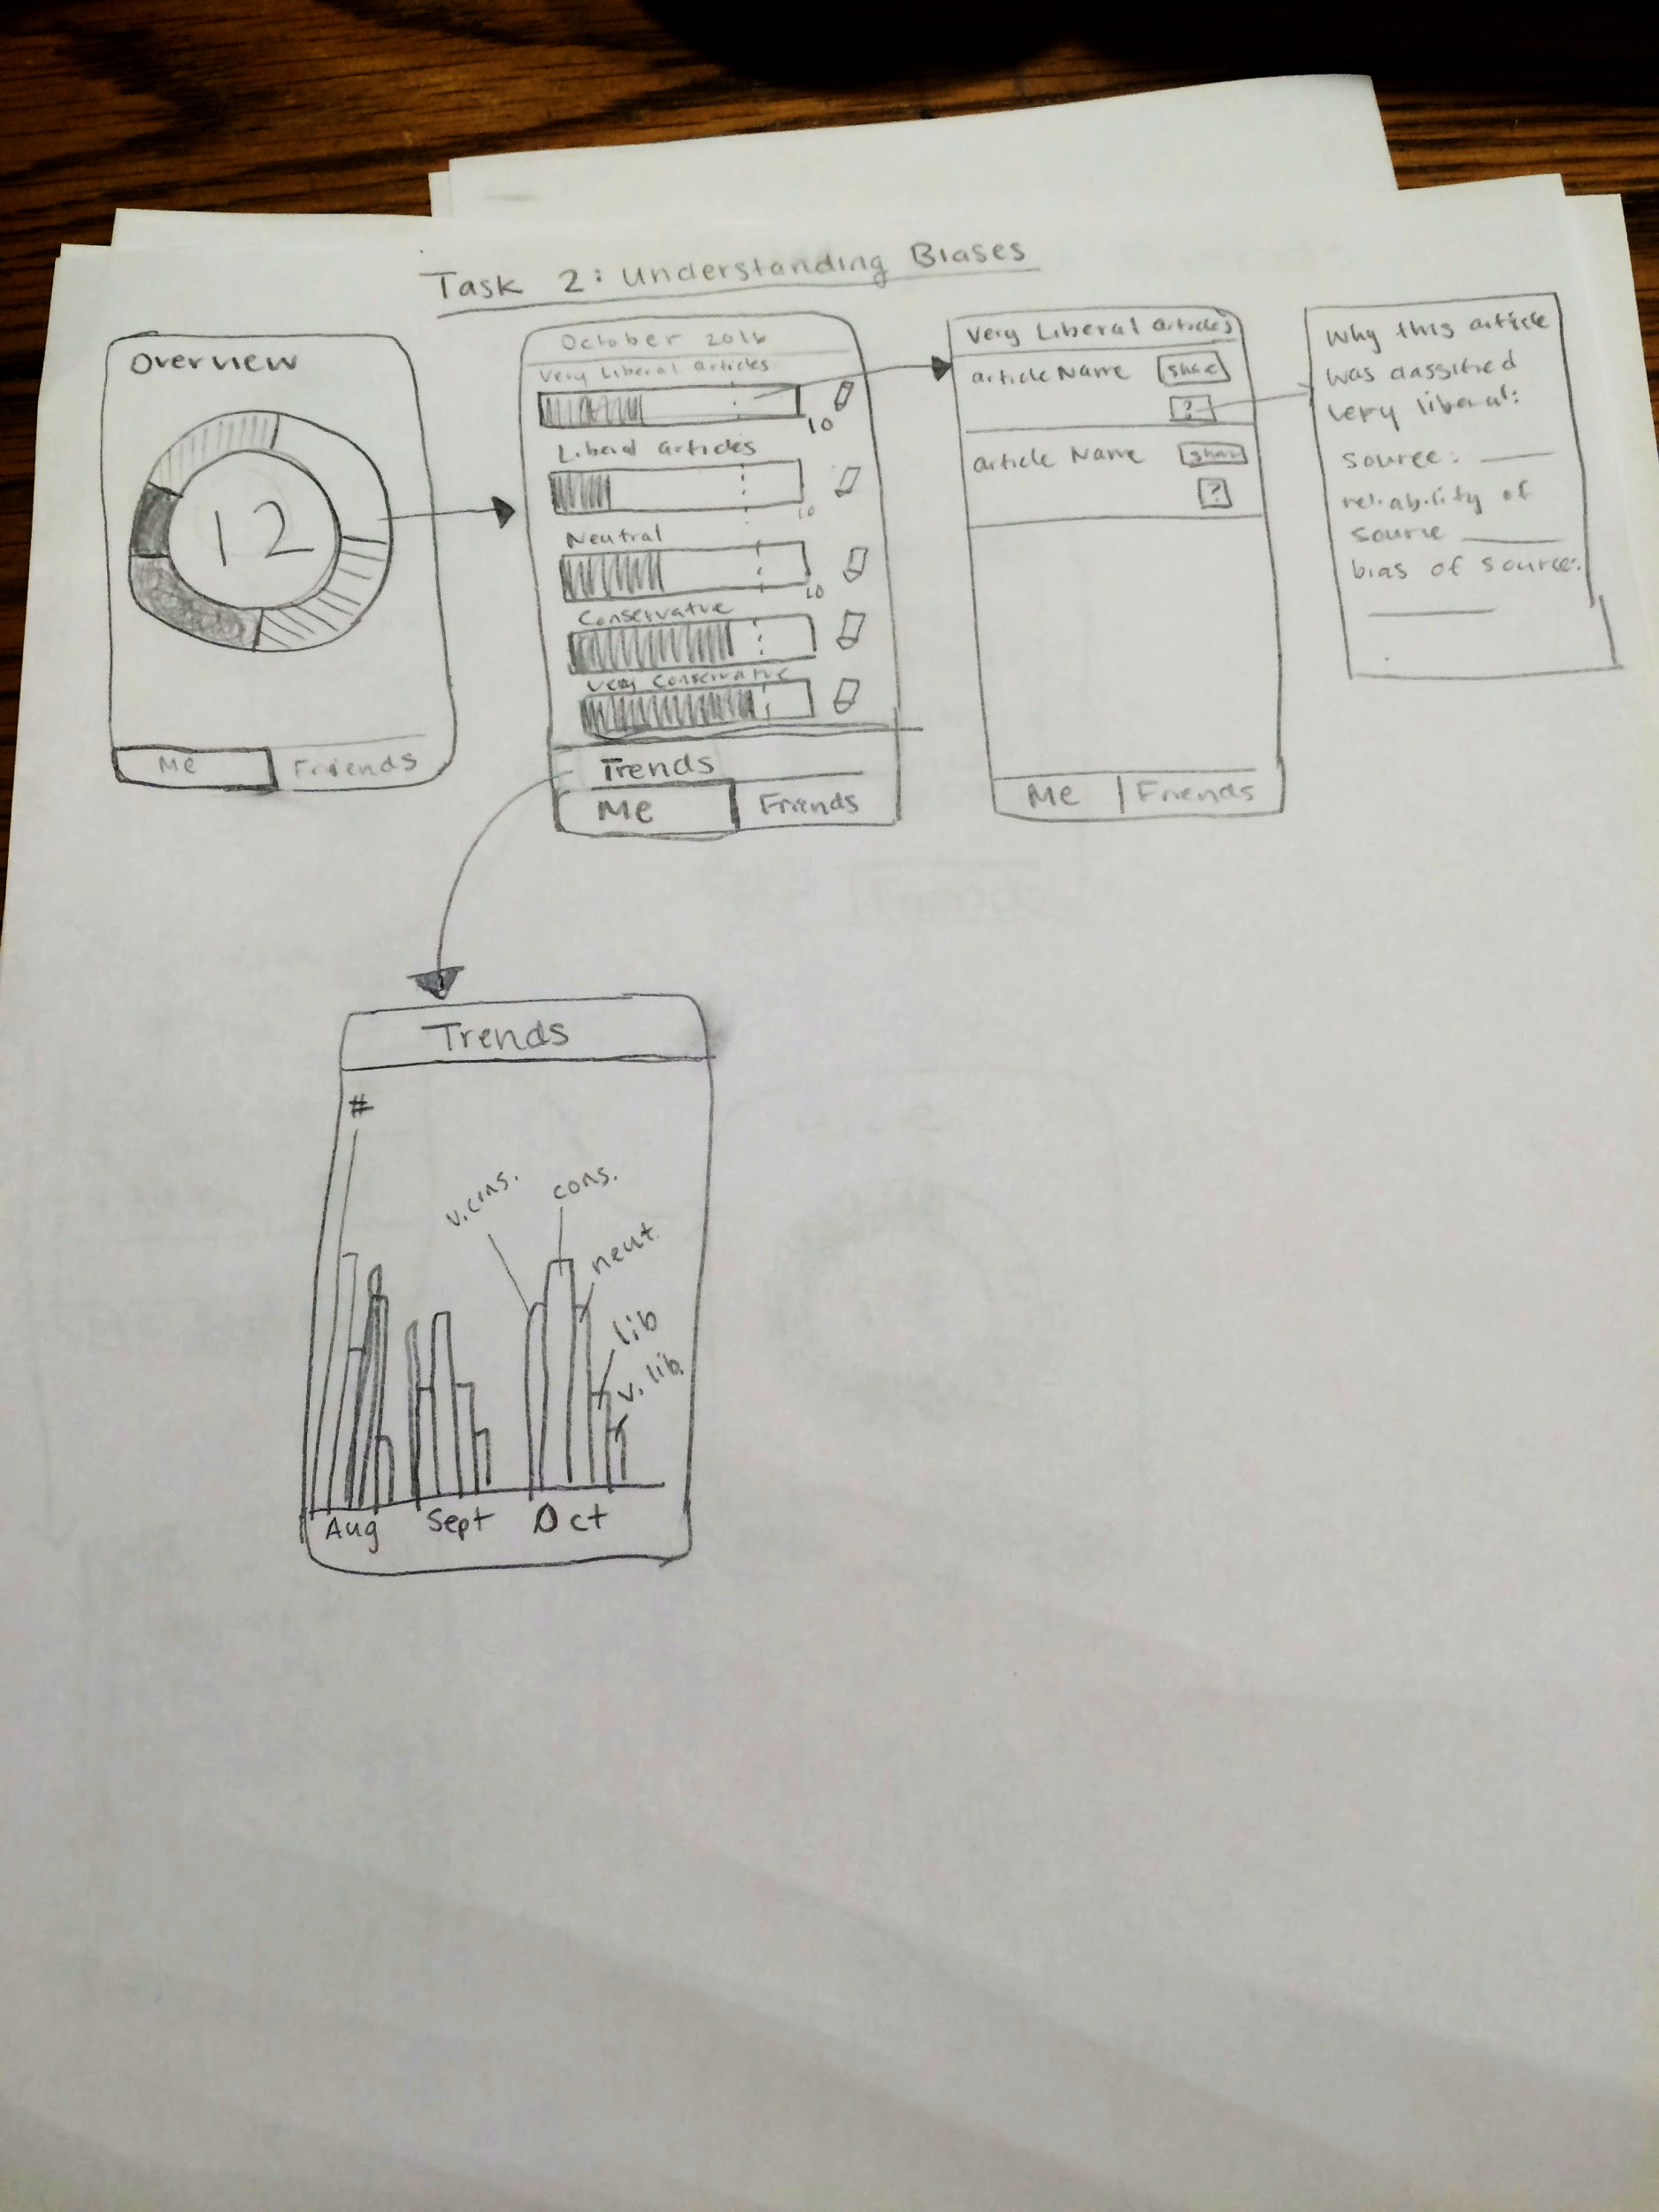 Task 2: Understanding Biases
Overview
12
Me
Friends
October 2016
Very Liberal Articles
10
Liberal articles
10
Neutral
10
Conservative
Very Conservative
Trends
Me
Friends
Very Liberal articles
article Name
share
?
article Name
share
?
Me
Friends
Why this article
was classified
very liberal:
source:
reliability of
source
bias of source:
Trends
#
v. cons.
cons.
neut.
lib
v. lib.
Aug
Sept
Oct